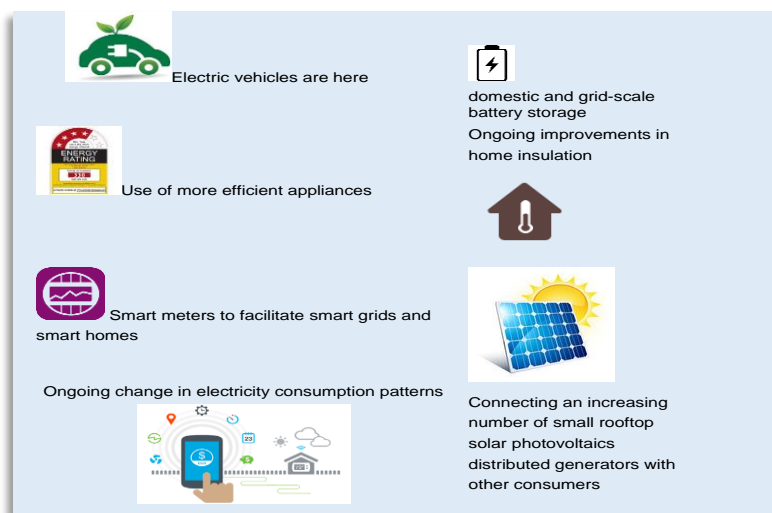 Electric vehicles are here
ENERGY
RATING
Use of more efficient appliances
Smart meters to facilitate smart grids and
smart homes
Ongoing change in electricity consumption patterns
23
$
$
domestic and grid-scale
battery storage
Ongoing improvements in
home insulation
Connecting an increasing
number of small rooftop
solar photovoltaics
distributed generators with
other consumers